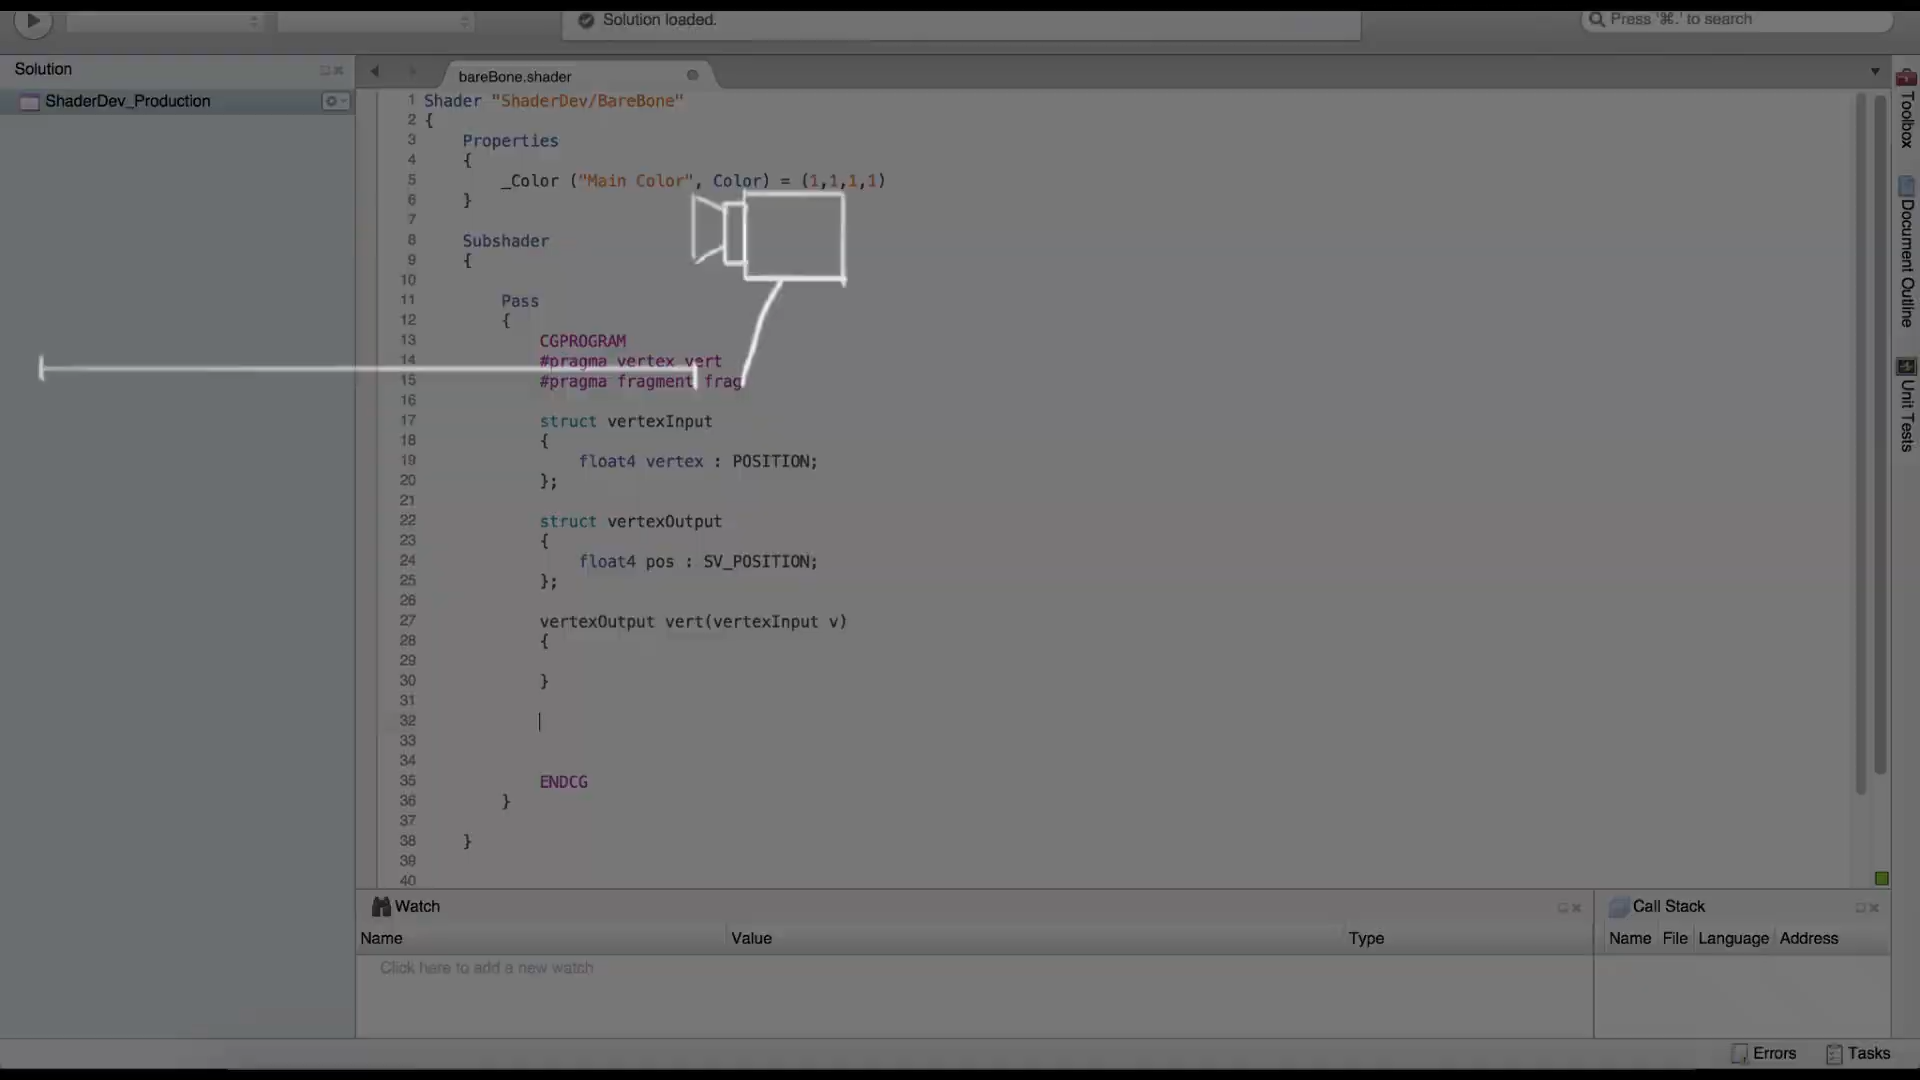 Solution loaded.
Press '⌘.' to search
Solution
ShaderDev_Production
bareBone.shader
1 Shader "ShaderDev/BareBone"
2 {
3 Properties
4 {
5 _Color ("Main Color", Color) = (1,1,1,1)
6 }
7
8 Subshader
9 {
10
11 Pass
12 {
13 CGPROGRAM
14 #pragma vertex vert
15 #pragma fragment frag
16
17 struct vertexInput
18 {
19 float4 vertex : POSITION;
20 };
21
22 struct vertexOutput
23 {
24 float4 pos : SV_POSITION;
25 };
26
27 vertexOutput vert(vertexInput v)
28 {
29
30 }
31
32
33
34
35 ENDCG
36 }
37
38 }
39
40
Toolbox
Document Outline
Unit Tests
Watch
Name Value Type
Click here to add a new watch
Call Stack
Name File Language Address
Errors Tasks